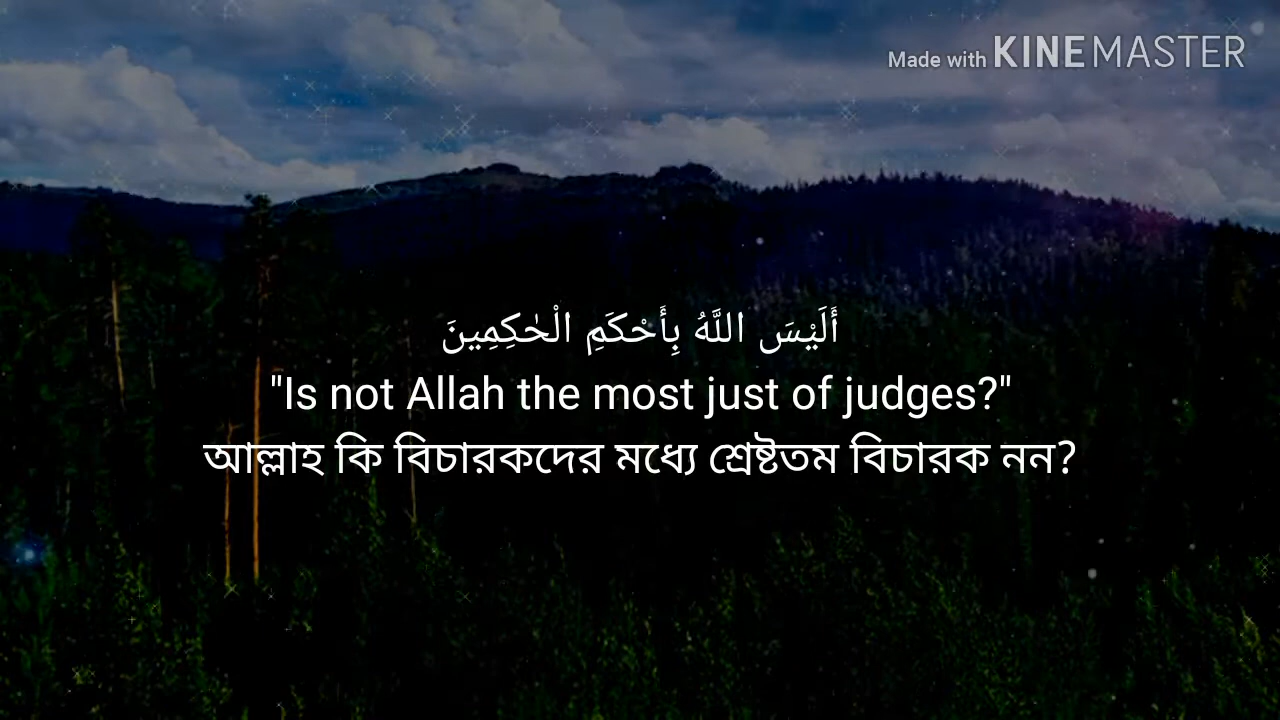 Made with KINEMASTER
أَلَيْسَ اللَّهُ بِأَحْكَمِ الْحٰكِمِينَ
"Is not Allah the most just of judges?"
আল্লাহ কি বিচারকদের মধ্যে শ্রেষ্টতম বিচারক নন?